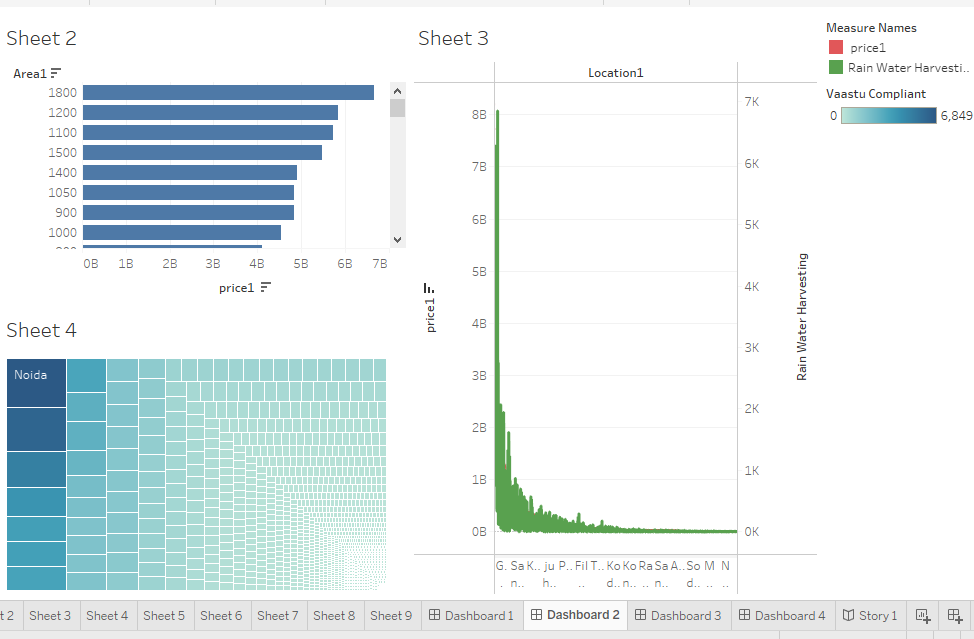 Sheet 2
Area1
1800
1200
1100
1500
1400
1050
900
1000
0B 1B 2B 3B 4B 5B 6B 7B
price1
Sheet 4
Noida
Sheet 3
Location1
8B
7B
6B
5B
4B
3B
2B
1B
0B
price1
7K
6K
5K
4K
3K
2K
1K
0K
Rain Water Harvesting
G. Sa K.. ju P.. Fil T.. Ko Ko Ra Sa A.. So M N
. n.. h.. .. .. d.. n.. .. n.. d.. .. ..
Measure Names
price1
Rain Water Harvesti..
Vaastu Compliant
0 6,849
t 2 Sheet 3 Sheet 4 Sheet 5 Sheet 6 Sheet 7 Sheet 8 Sheet 9 Dashboard 1 Dashboard 2 Dashboard 3 Dashboard 4 Story 1